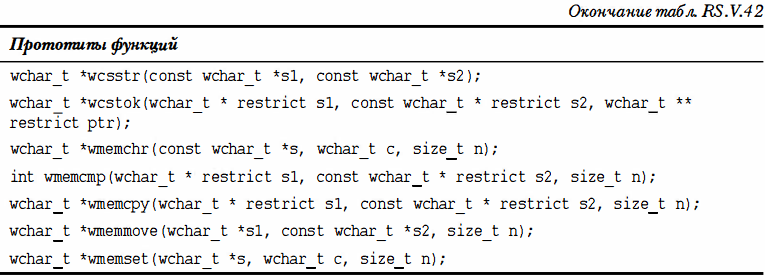 Окончание табл. RS.V.42
Прототипы функций
wchar_t *wcsstr(const wchar_t *s1, const wchar_t *s2);
wchar_t *wcstok(wchar_t * restrict s1, const wchar_t * restrict s2, wchar_t **
restrict ptr);
wchar_t *wmemchr(const wchar_t *s, wchar_t c, size_t n);
int wmemcmp(wchar_t * restrict s1, const wchar_t * restrict s2, size_t n);
wchar_t *wmemcpy(wchar_t * restrict s1, const wchar_t * restrict s2, size_t n);
wchar_t *wmemmove(wchar_t *s1, const wchar_t *s2, size_t n);
wchar_t *wmemset(wchar_t *s, wchar_t c, size_t n);